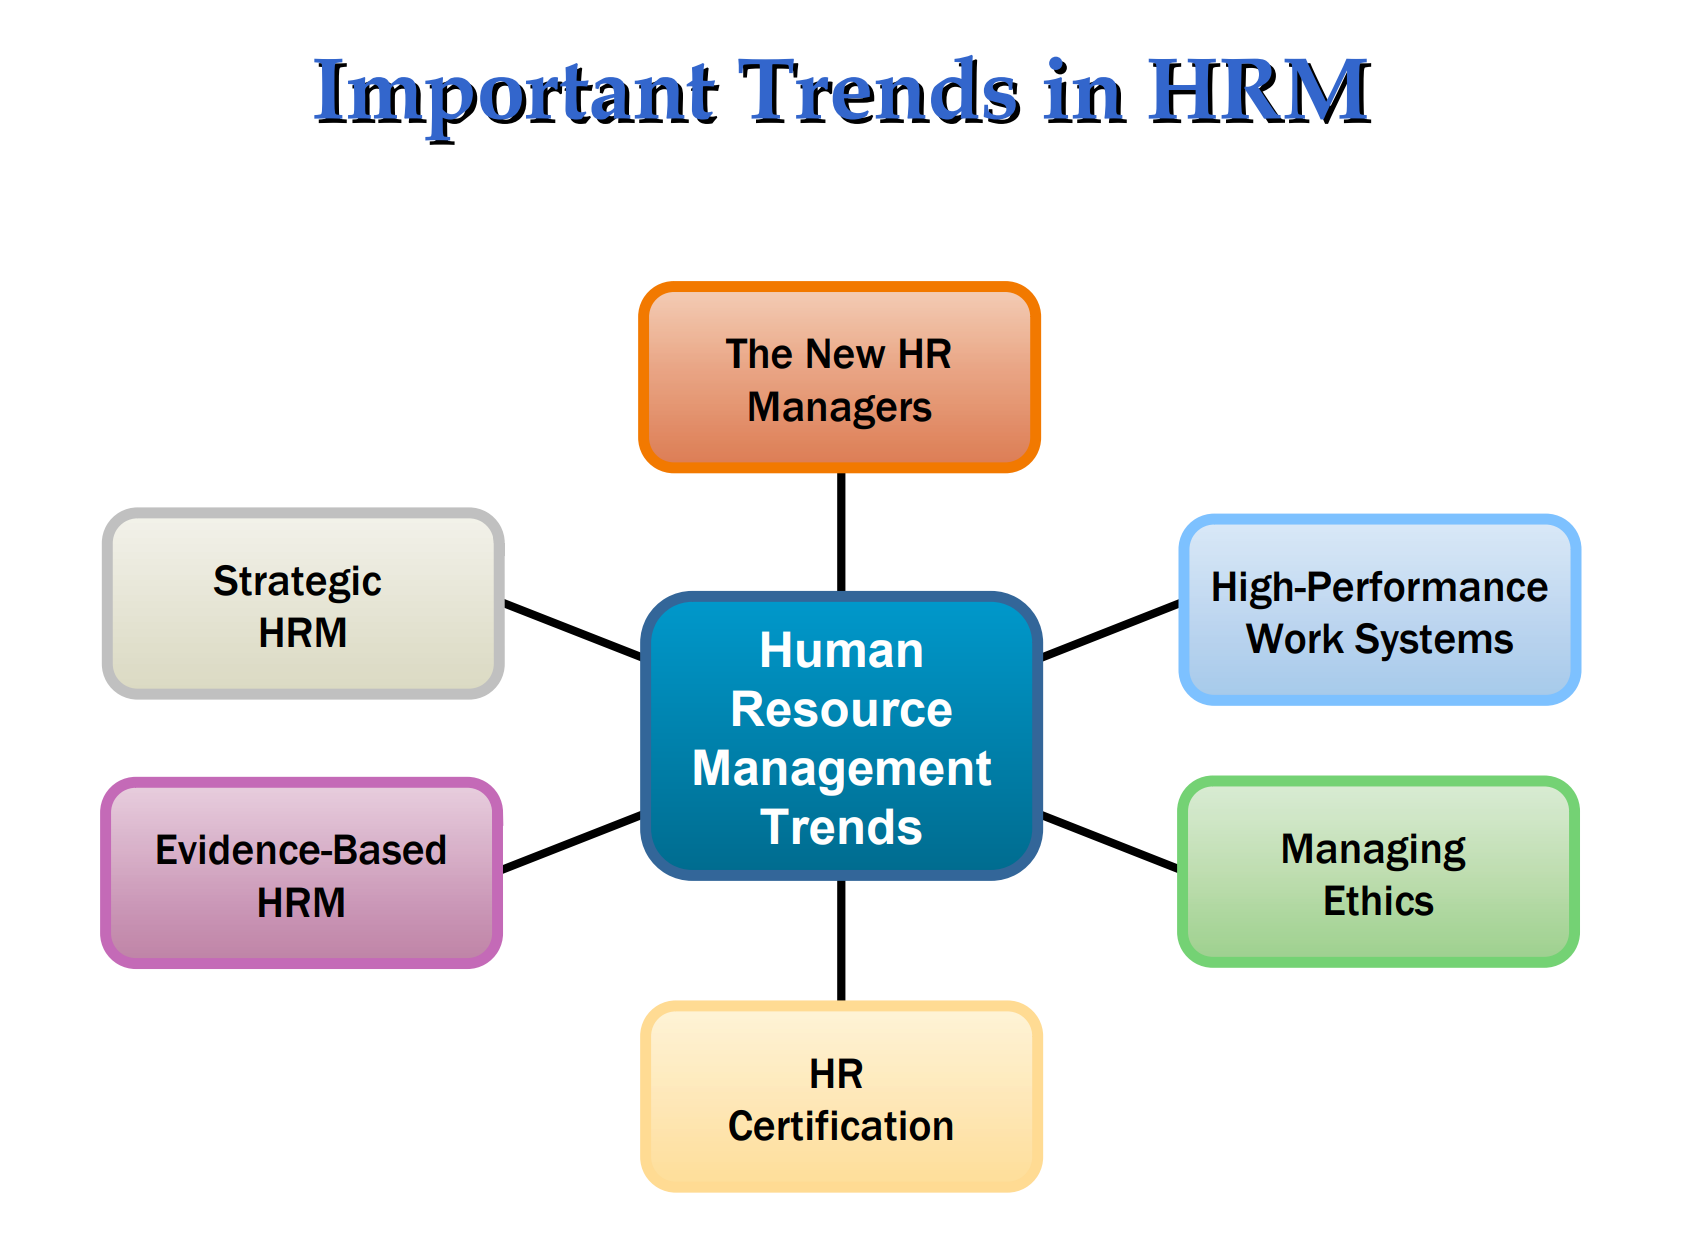 Important Trends in HRM
The New HR
Managers
Strategic
HRM
High-Performance
Work Systems
Human
Resource
Management
Trends
Evidence-Based
HRM
Managing
Ethics
HR
Certification